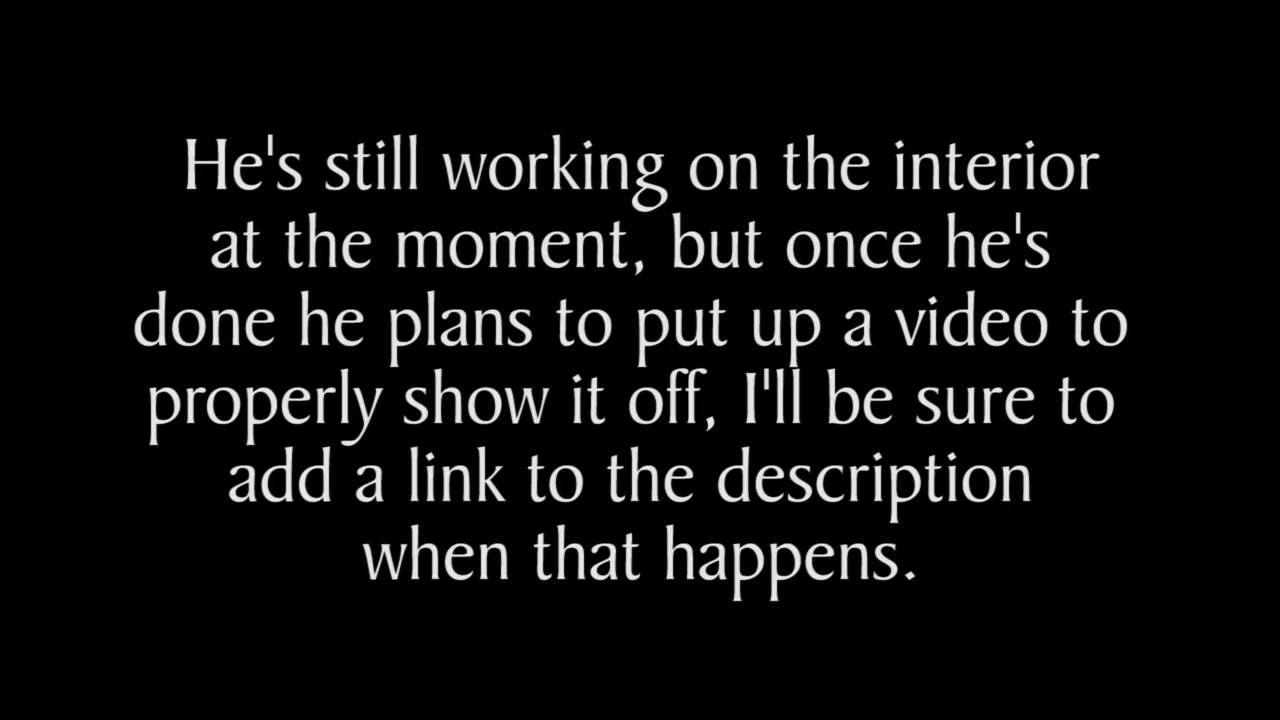 He's still working on the interior
at the moment, but once he's
done he plans to put up a video to
properly show it off, I'll be sure to
add a link to the description
when that happens.